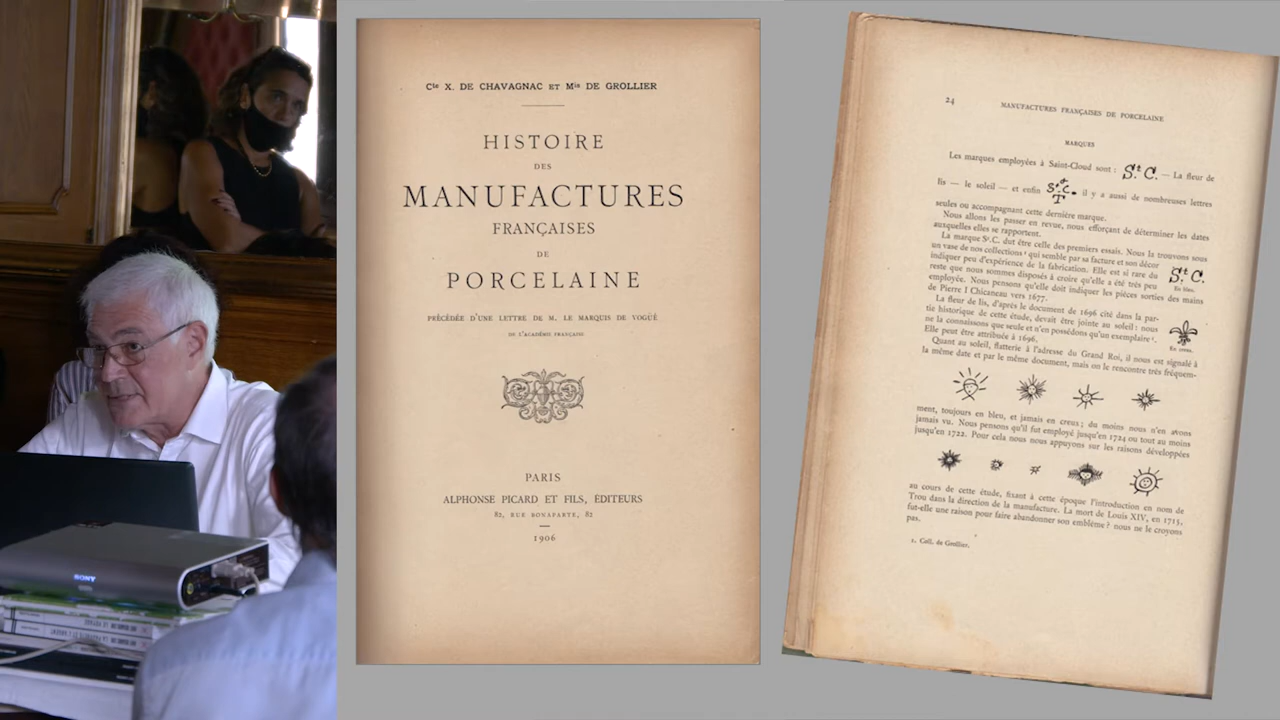 SONY
Cte X. DE CHAVAGNAC ET Mis DE GROLLIER
HISTOIRE
DES
MANUFACTURES
FRANÇAISES
DE
PORCELAINE
PRÉCÉDÉE D'UNE LETTRE DE M. LE MARQUIS DE VOGÜÉ
DE L'ACADÉMIE FRANÇAISE
PARIS
ALPHONSE PICARD ET FILS, ÉDITEURS
82, RUE BONAPARTE, 82
1906
24
MANUFACTURES FRANÇAISES DE PORCELAINE
MARQUES
Les marques employées à Saint-Cloud sont : St C. — La fleur de
lis — le soleil — et enfin St C. T il y a aussi de nombreuses lettres
seules ou accompagnant cette dernière marque.
Nous allons les passer en revue, nous efforçant de déterminer les dates
auxquelles elles se rapportent.
La marque St.C. dut être celle des premiers essais. Nous la trouvons sous
un vase de nos collections ¹ qui semble par sa facture et son décor
indiquer peu d'expérience de la fabrication. Elle est si rare du
reste que nous sommes disposés à croire qu'elle a été très peu
employée. Nous pensons qu'elle doit indiquer les pièces sorties des mains
de Pierre I Chicaneau vers 1677.
St C.
En bleu.
La fleur de lis, d'après le document de 1696 cité dans la par-
tie historique de cette étude, devait être jointe au soleil : nous
ne la connaissons que seule et n'en possédons qu'un exemplaire ¹.
Elle peut être attribuée à 1696.
En creux.
Quant au soleil, flatterie à l'adresse du Grand Roi, il nous est signalé à
la même date et par le même document, mais on le rencontre très fréquem-
ment, toujours en bleu, et jamais en creux ; du moins nous n'en avons
jamais vu. Nous pensons qu'il fut employé jusqu'en 1724 ou tout au moins
jusqu'en 1722. Pour cela nous nous appuyons sur les raisons développées
au cours de cette étude, fixant à cette époque l'introduction en nom de
Trou dans la direction de la manufacture. La mort de Louis XIV, en 1715,
fut-elle une raison pour faire abandonner son emblème ? nous ne le croyons
pas.
1. Coll. de Grollier.